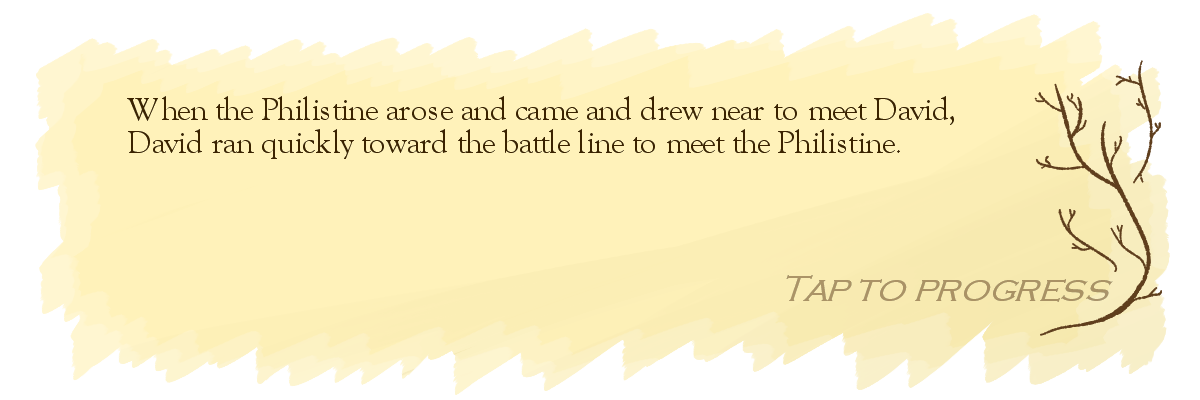 When the Philistine arose and came and drew near to meet David,
David ran quickly toward the battle line to meet the Philistine.
Tap to progress